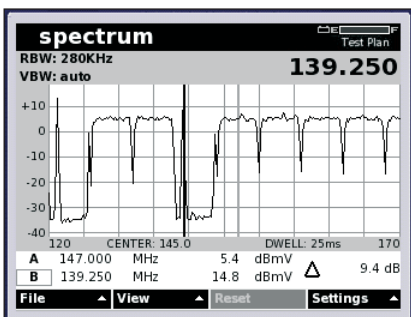 spectrum
E F
Test Plan
RBW: 280KHz
139.250
VBW: auto
+10
0
-10
-20
-30
-40
120 CENTER: 145.0 DWELL: 25ms 170
A 147.000 MHz 5.4 dBmV
B 139.250 MHz 14.8 dBmV Δ 9.4 dB
File View Reset Settings